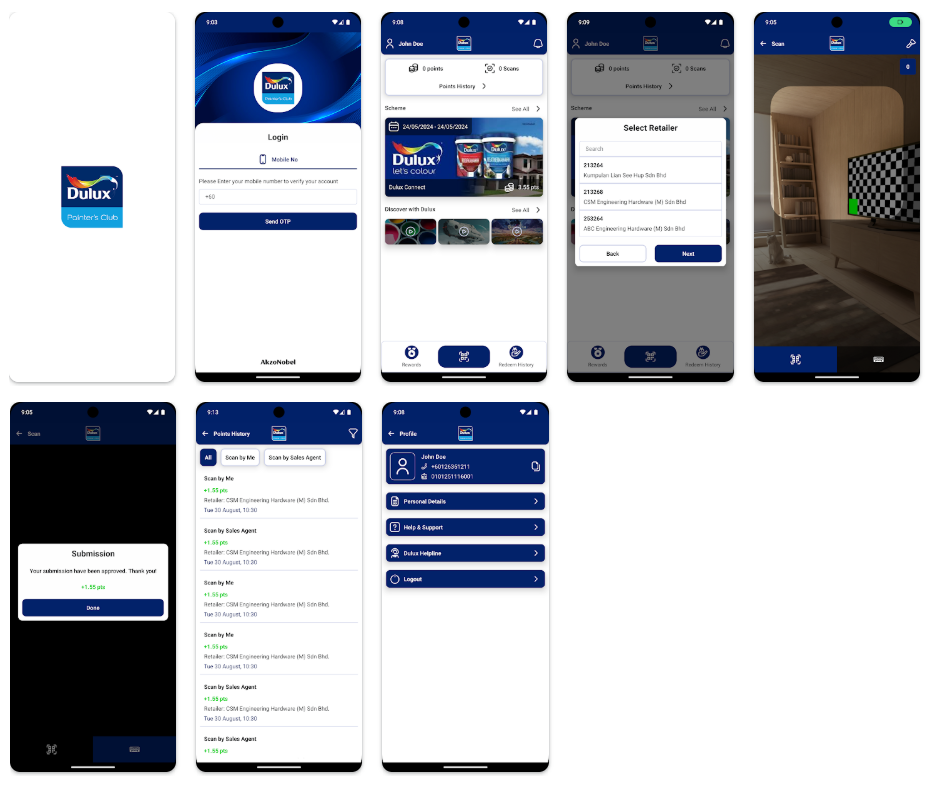 Dulux
Painter's Club
9:03
Dulux
Painter's Club
Login
Mobile No
Please Enter your mobile number to verify your account
+60
Send OTP
AkzoNobel
9:08
John Doe
0 points
0 Scans
Points History
Scheme
See All
24/05/2024 - 24/05/2024
Dulux
let's colour
Dulux Connect
3.55 pts
Discover with Dulux
See All
Rewards
Redeem History
9:09
John Doe
0 points
0 Scans
Points History
Scheme
See All
Select Retailer
Search
213264
Kumpulan Lian See Hup Sdn Bhd
213268
CSM Engineering Hardware (M) Sdn Bhd
253264
ABC Engineering Hardware (M) Sdn Bhd
Back
Next
Rewards
Redeem History
9:05
Scan
0
9:05
Scan
Submission
Your submission have been approved. Thank you!
+1.55 pts
Done
9:13
Points History
All
Scan by Me
Scan by Sales Agent
Scan by Me
+1.55 pts
Retailer: CSM Engineering Hardware (M) Sdn Bhd.
Tue 30 August, 10:30
Scan by Sales Agent
+1.55 pts
Retailer: CSM Engineering Hardware (M) Sdn Bhd.
Tue 30 August, 10:30
Scan by Me
+1.55 pts
Retailer: CSM Engineering Hardware (M) Sdn Bhd.
Tue 30 August, 10:30
Scan by Me
+1.55 pts
Retailer: CSM Engineering Hardware (M) Sdn Bhd.
Tue 30 August, 10:30
Scan by Sales Agent
+1.55 pts
Retailer: CSM Engineering Hardware (M) Sdn Bhd.
Tue 30 August, 10:30
Scan by Sales Agent
+1.55 pts
9:08
Profile
John Doe
+60126351211
0101251116001
Personal Details
Help & Support
Dulux Helpline
Logout